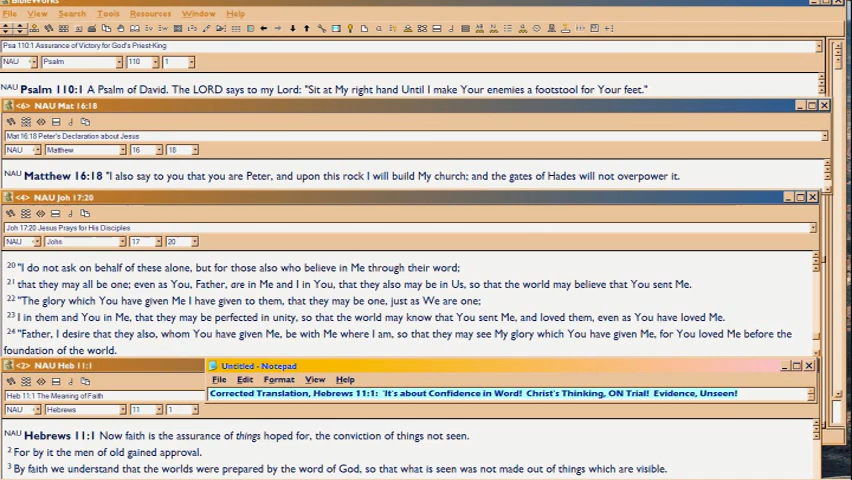 BibleWorks
File View Search Tools Resources Window Help
Psa 110:1 Assurance of Victory for God's Priest-King
NAU Psalm 110 1
NAU Psalm 110:1 A Psalm of David. The LORD says to my Lord: "Sit at My right hand Until I make Your enemies a footstool for Your feet."
<6> NAU Mat 16:18
Mat 16:18 Peter's Declaration about Jesus
NAU Matthew 16 18
NAU Matthew 16:18 "I also say to you that you are Peter, and upon this rock I will build My church; and the gates of Hades will not overpower it.
<4> NAU Joh 17:20
Joh 17:20 Jesus Prays for His Disciples
NAU John 17 20
20 "I do not ask on behalf of these alone, but for those also who believe in Me through their word;
21 that they may all be one; even as You, Father, are in Me and I in You, that they also may be in Us, so that the world may believe that You sent Me.
22 "The glory which You have given Me I have given to them, that they may be one, just as We are one;
23 I in them and You in Me, that they may be perfected in unity, so that the world may know that You sent Me, and loved them, even as You have loved Me.
24 "Father, I desire that they also, whom You have given Me, be with Me where I am, so that they may see My glory which You have given Me, for You loved Me before the
foundation of the world.
<2> NAU Heb 11:1
Untitled - Notepad
File Edit Format View Help
Corrected Translation, Hebrews 11:1: 'It's about Confidence in Word! Christ's Thinking, ON Trial! Evidence, Unseen!
Heb 11:1 The Meaning of Faith
NAU Hebrews 11 1
NAU Hebrews 11:1 Now faith is the assurance of things hoped for, the conviction of things not seen.
2 For by it the men of old gained approval.
3 By faith we understand that the worlds were prepared by the word of God, so that what is seen was not made out of things which are visible.